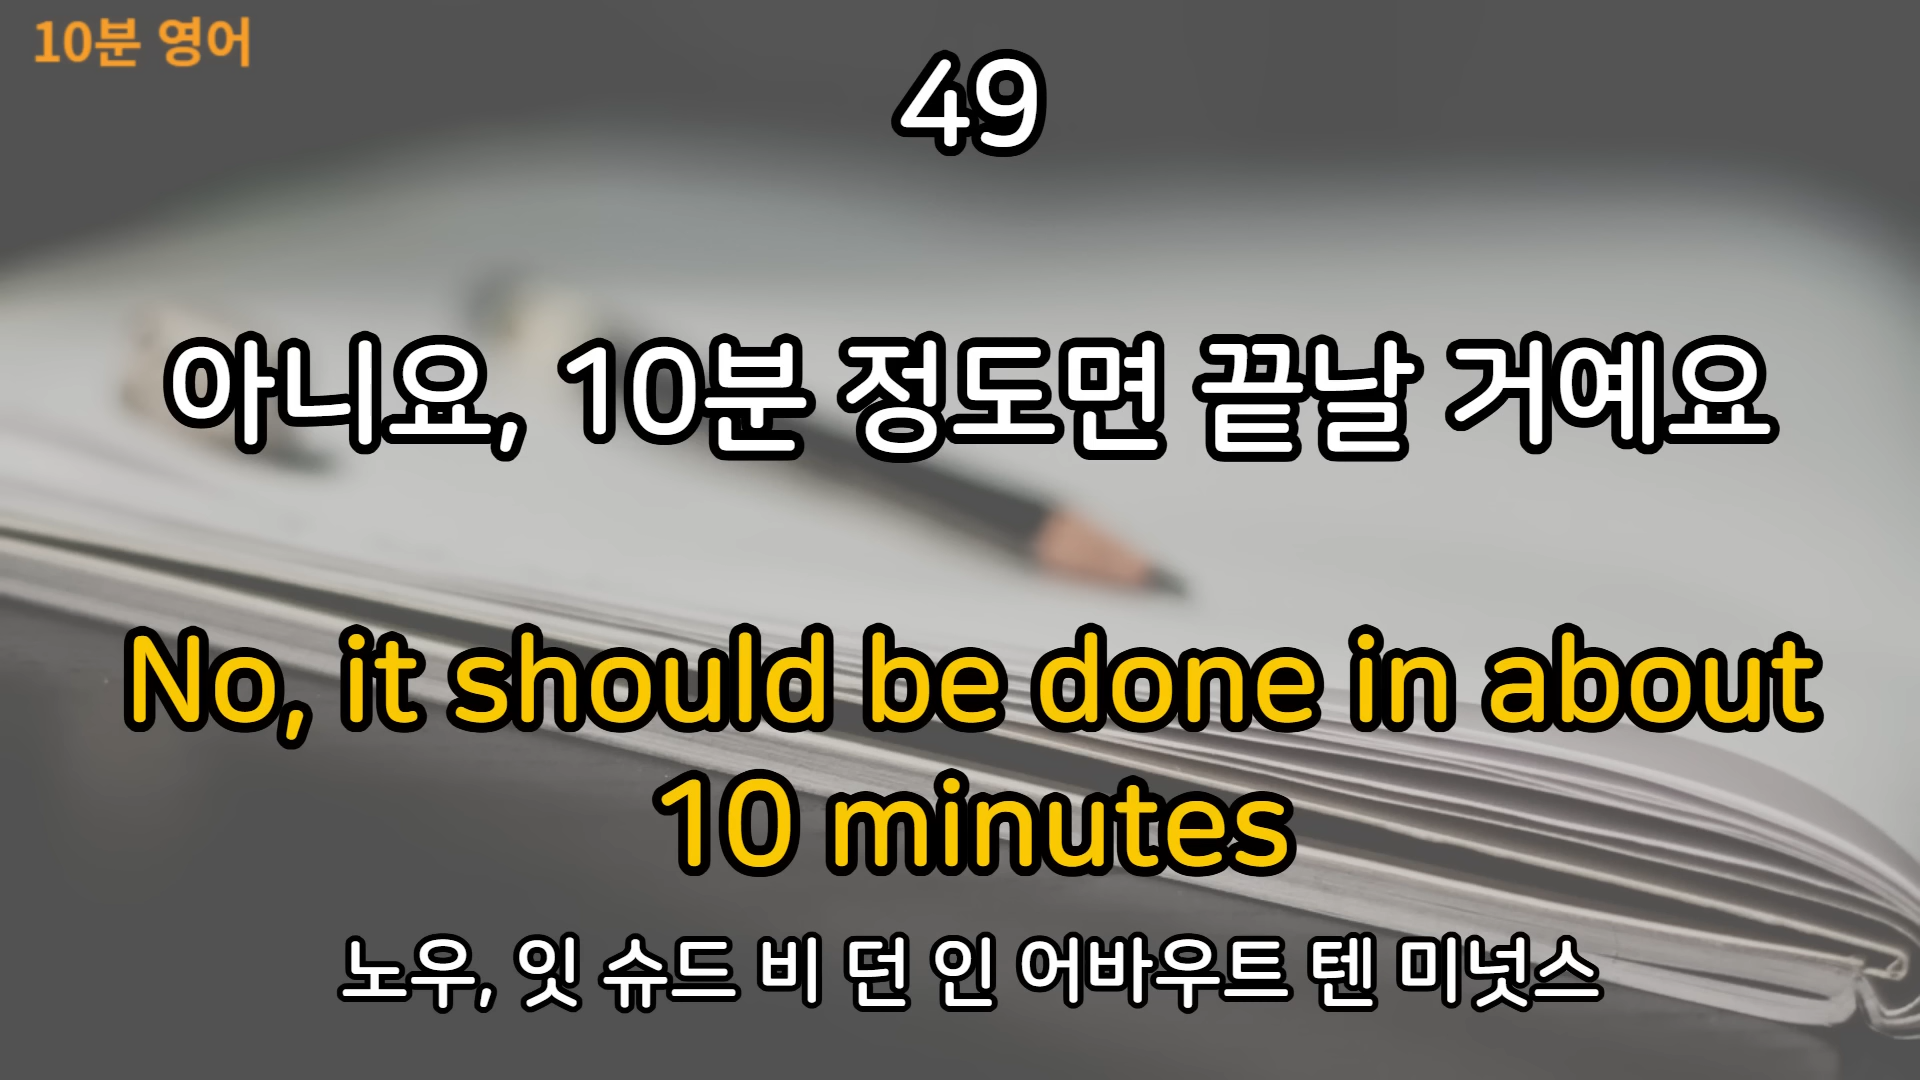 10분 영어
49
아니요, 10분 정도면 끝날 거예요
No, it should be done in about
10 minutes
노우, 잇 슈드 비 던 인 어바우트 텐 미넛스